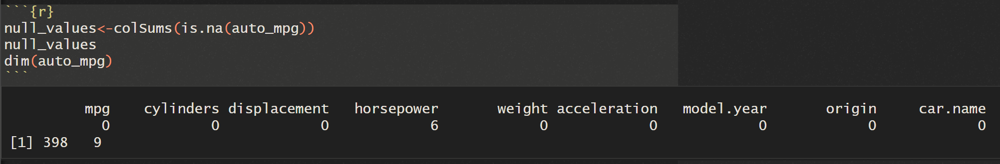 ```{r}
null_values<-colSums(is.na(auto_mpg))
null_values
dim(auto_mpg)
```
mpg cylinders displacement horsepower weight acceleration model.year origin car.name
0 0 0 6 0 0 0 0 0
[1] 398 9